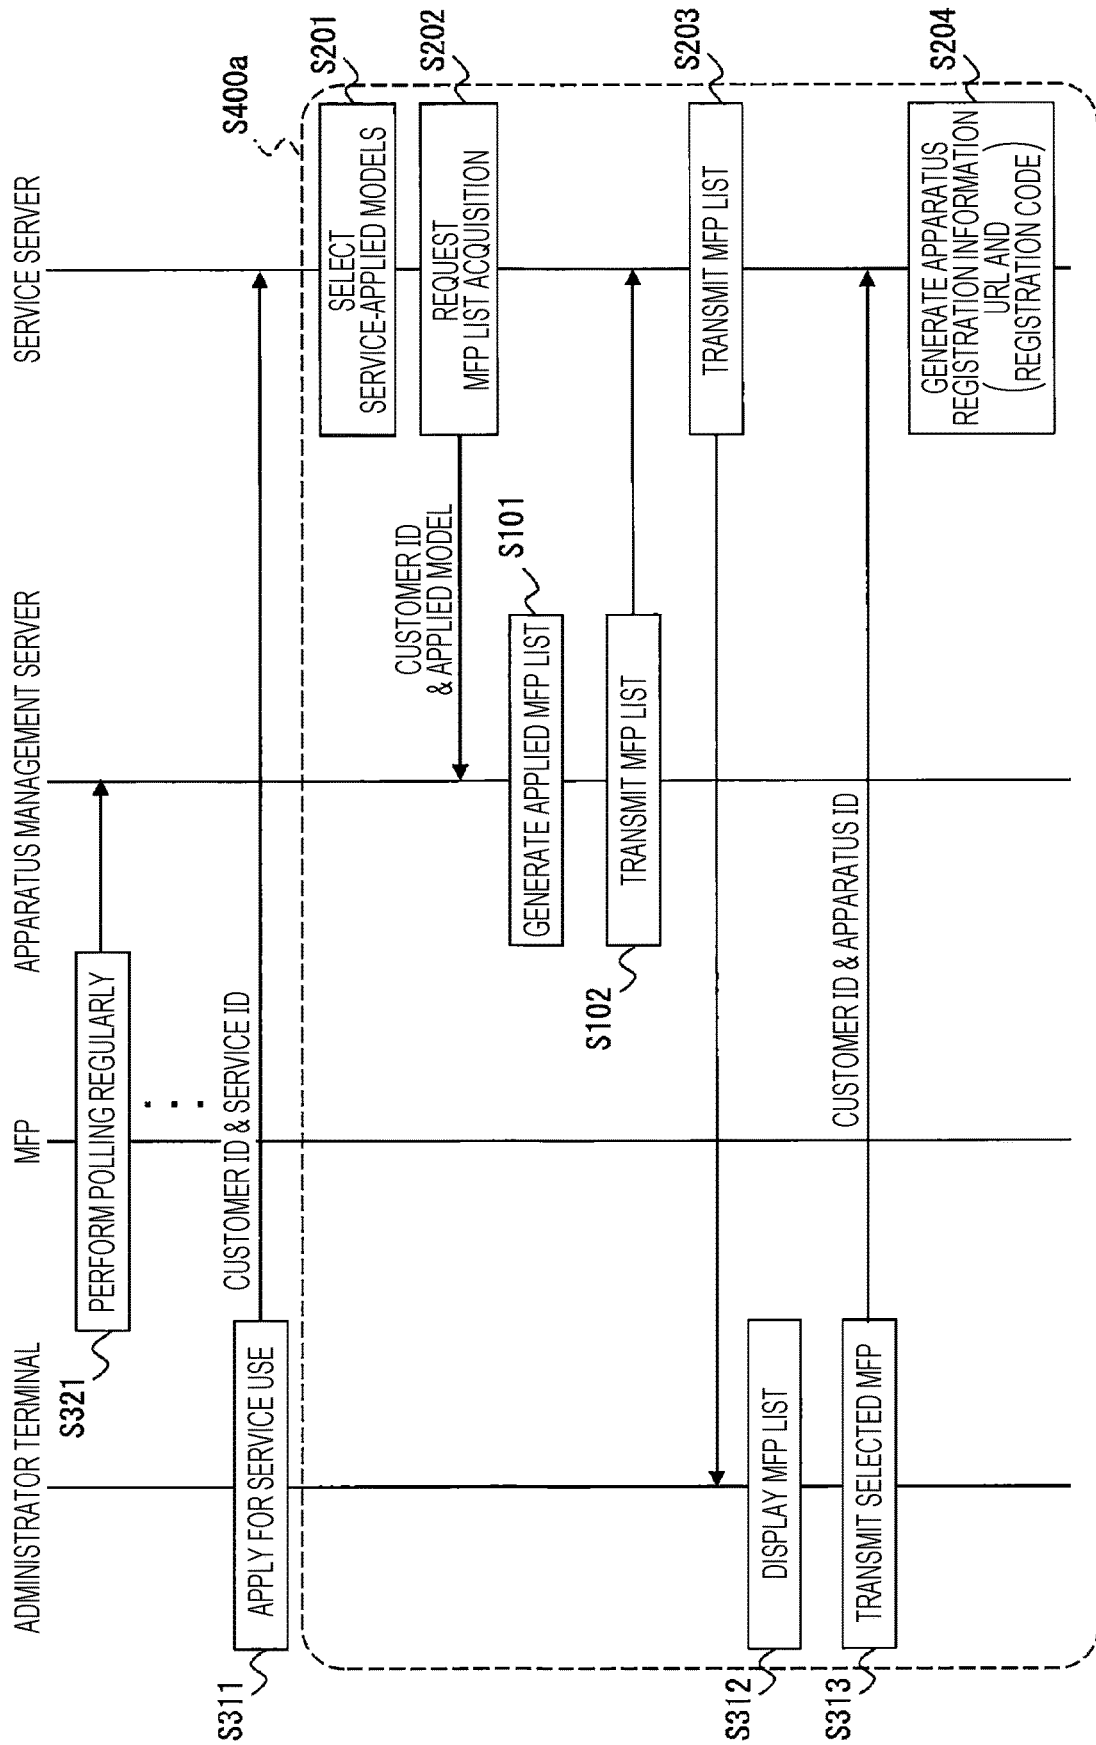 ADMINISTRATOR TERMINAL
MFP
APPARATUS MANAGEMENT SERVER
SERVICE SERVER
S321
PERFORM POLLING REGULARLY
S311
APPLY FOR SERVICE USE
CUSTOMER ID & SERVICE ID
S400a
SELECT
SERVICE-APPLIED MODELS
S201
REQUEST
MFP LIST ACQUISITION
S202
CUSTOMER ID
& APPLIED MODEL
GENERATE APPLIED MFP LIST
S101
S102
TRANSMIT MFP LIST
TRANSMIT MFP LIST
S203
S312
DISPLAY MFP LIST
S313
TRANSMIT SELECTED MFP
CUSTOMER ID & APPARATUS ID
GENERATE APPARATUS
REGISTRATION INFORMATION
(URL AND
REGISTRATION CODE)
S204